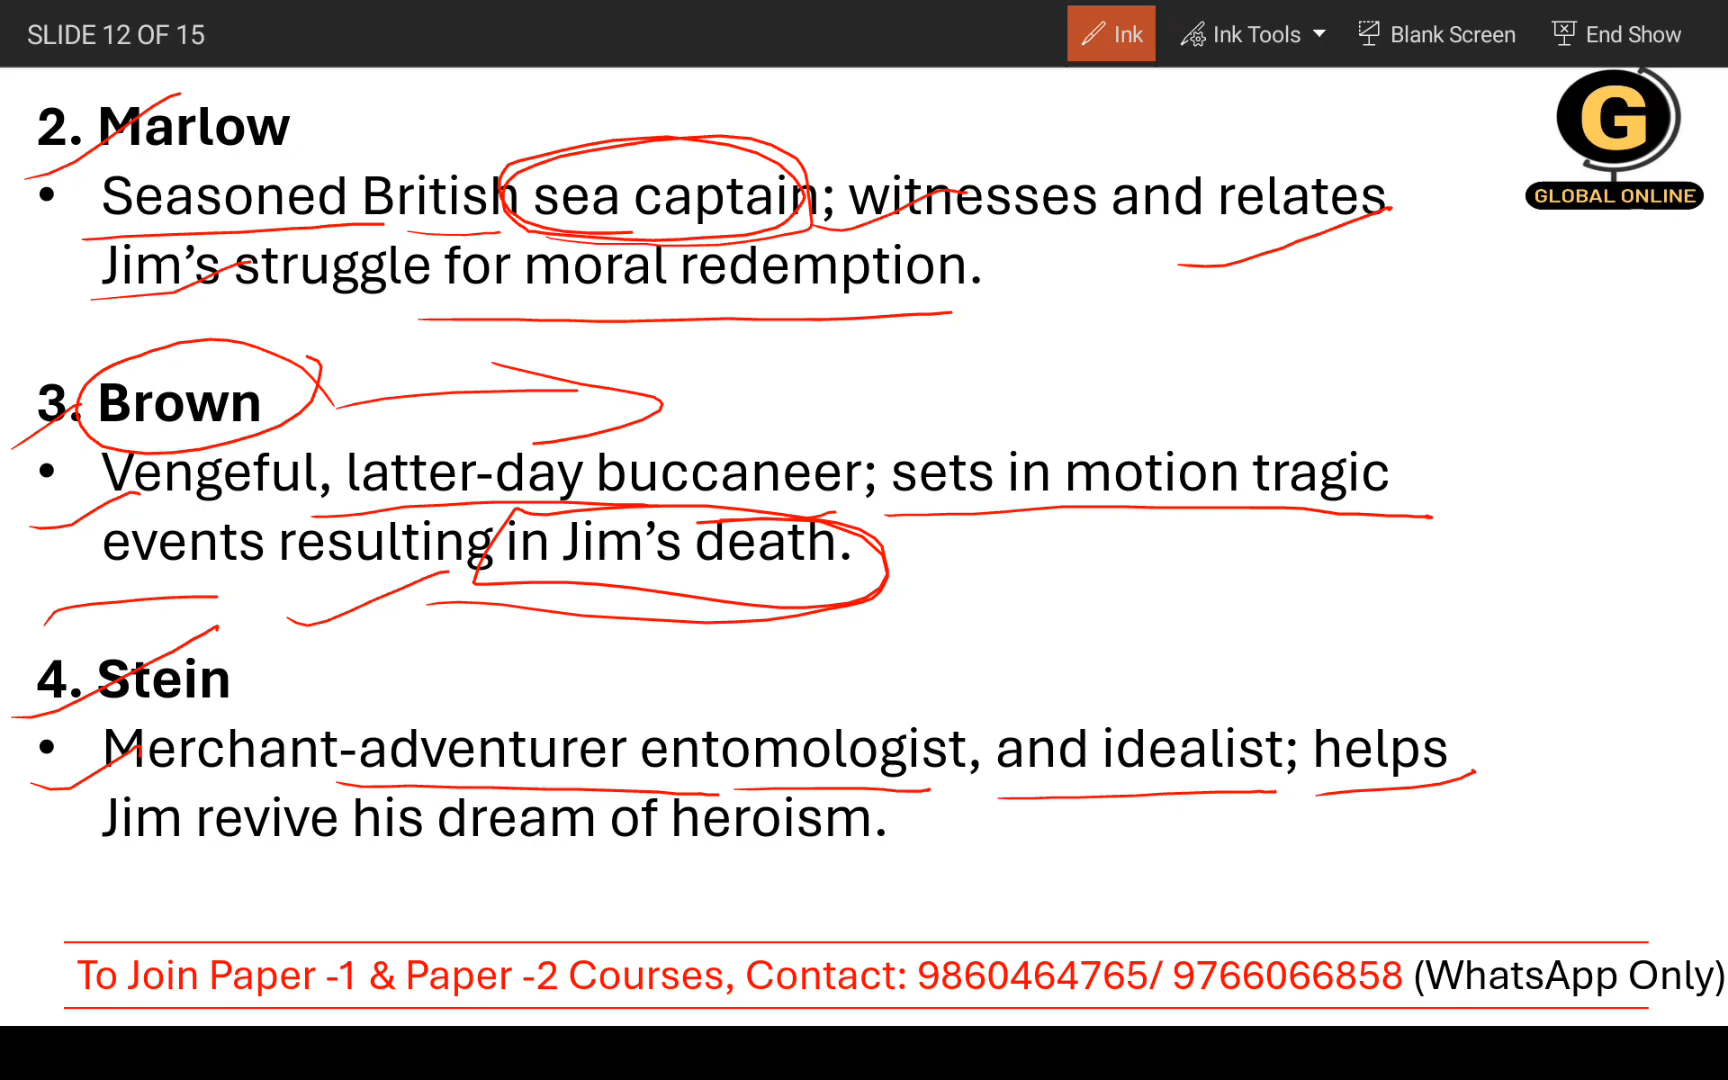 SLIDE 12 OF 15
Ink
Ink Tools
Blank Screen
End Show
G
GLOBAL ONLINE
2. Marlow
• Seasoned British sea captain; witnesses and relates
Jim’s struggle for moral redemption.
3. Brown
• Vengeful, latter-day buccaneer; sets in motion tragic
events resulting in Jim’s death.
4. Stein
• Merchant-adventurer entomologist, and idealist; helps
Jim revive his dream of heroism.
To Join Paper -1 & Paper -2 Courses, Contact: 9860464765/ 9766066858 (WhatsApp Only)